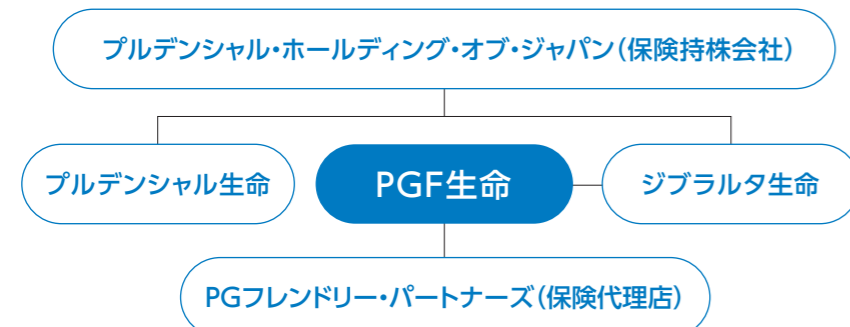 プルデンシャル・ホールディング・オブ・ジャパン（保険持株会社）
プルデンシャル生命
PGF生命
ジブラルタ生命
PGフレンドリー・パートナーズ（保険代理店）